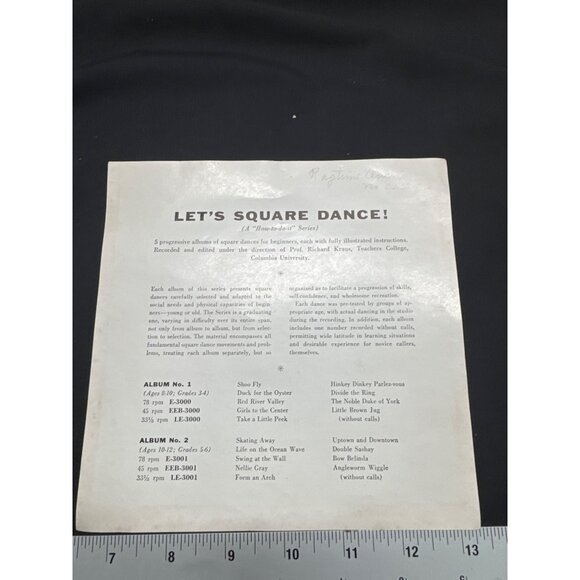 Ragtime
LET'S SQUARE DANCE!
(A "How-to-do-it" Series)
5 progressive albums of square dances for beginners, each with fully illustrated instructions.
Recorded and edited under the direction of Prof. Richard Kraus, Teachers College,
Columbia University.
*
Each album of this series presents square
dances carefully selected and adapted to the
social needs and physical capacities of begin-
ners—young or old. The Series is a graduating
one, varying in difficulty over its entire span,
not only from album to album, but from selec-
tion to selection. The material encompasses all
fundamental square dance movements and prob-
lems, treating each album separately, but so
organized as to facilitate a progression of skills,
self-confidence, and wholesome recreation.
Each dance was pre-tested by groups of ap-
propriate age, with actual dancing in the studio
during the recording. In addition, each album
includes one number recorded without calls,
permitting wide latitude in learning situations
and desirable experience for novice callers,
themselves.
*
ALBUM No. 1
(Ages 8-10; Grades 3-4)
78 rpm E-3000
45 rpm EEB-3000
33⅓ rpm LE-3000
Shoo Fly
Duck for the Oyster
Red River Valley
Girls to the Center
Take a Little Peek
Hinkey Dinkey Parlez-vous
Divide the Ring
The Noble Duke of York
Little Brown Jug
(without calls)
ALBUM No. 2
(Ages 10-12; Grades 5-6)
78 rpm E-3001
45 rpm EEB-3001
33⅓ rpm LE-3001
Skating Away
Life on the Ocean Wave
Swing at the Wall
Nellie Gray
Form an Arch
Uptown and Downtown
Double Sashay
Bow Belinda
Angleworm Wiggle
(without calls)
7 8 9 10 11 12 13